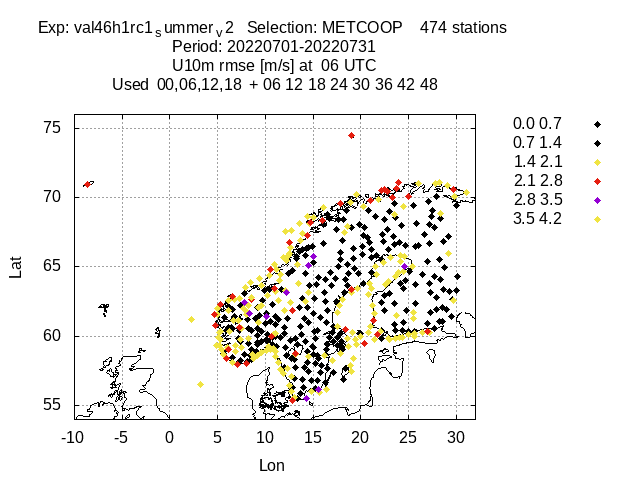 Exp: val46h1rc1summerv2 Selection: METCOOP 474 stations
Period: 20220701-20220731
U10m rmse [m/s] at 06 UTC
Used 00,06,12,18 + 06 12 18 24 30 36 42 48
75
70
65
60
55
Lat
-10 -5 0 5 10 15 20 25 30
Lon
0.0 0.7
0.7 1.4
1.4 2.1
2.1 2.8
2.8 3.5
3.5 4.2